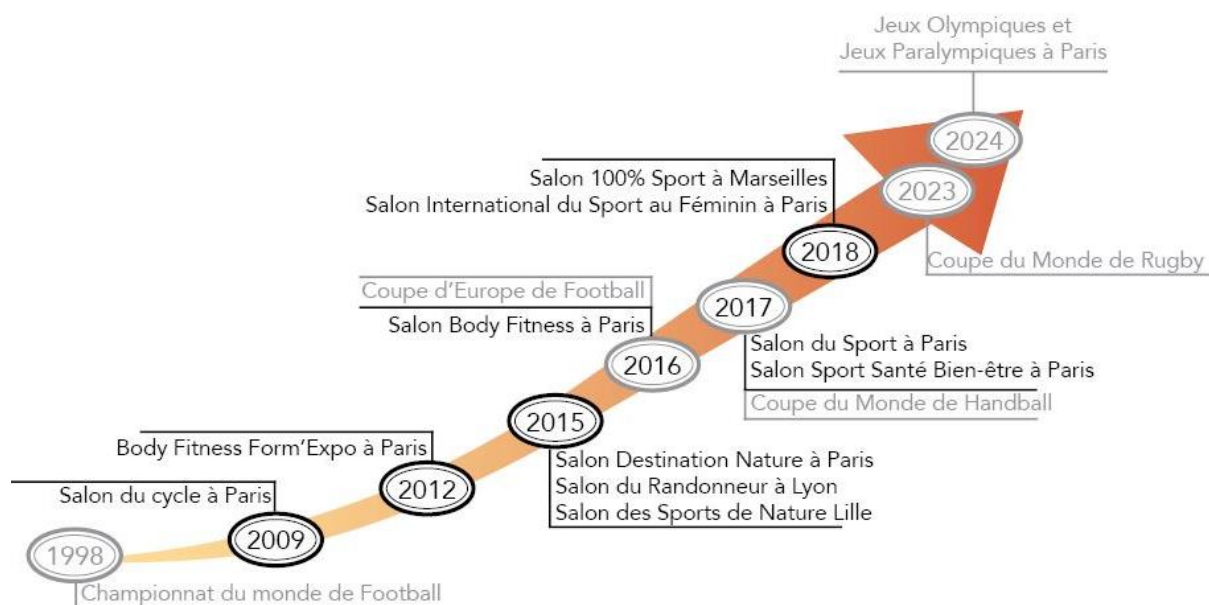 Jeux Olympiques et
Jeux Paralympiques à Paris
2024
Salon 100% Sport à Marseilles
Salon International du Sport au Féminin à Paris
2023
2018
Coupe du Monde de Rugby
Coupe d'Europe de Football
Salon Body Fitness à Paris
2017
2016
Salon du Sport à Paris
Salon Sport Santé Bien-être à Paris
Coupe du Monde de Handball
2015
Body Fitness Form'Expo à Paris
Salon Destination Nature à Paris
Salon du Randonneur à Lyon
Salon des Sports de Nature Lille
2012
Salon du cycle à Paris
2009
1998
Championnat du monde de Football